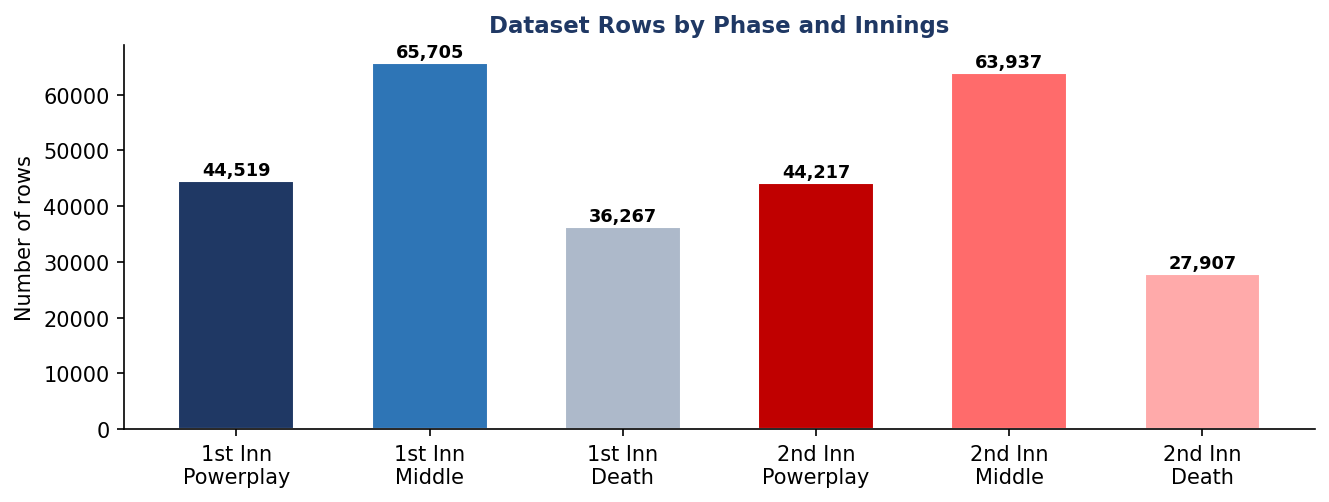 Dataset Rows by Phase and Innings
Number of rows
60000
50000
40000
30000
20000
10000
0
44,519
65,705
36,267
44,217
63,937
27,907
1st Inn
Powerplay
1st Inn
Middle
1st Inn
Death
2nd Inn
Powerplay
2nd Inn
Middle
2nd Inn
Death